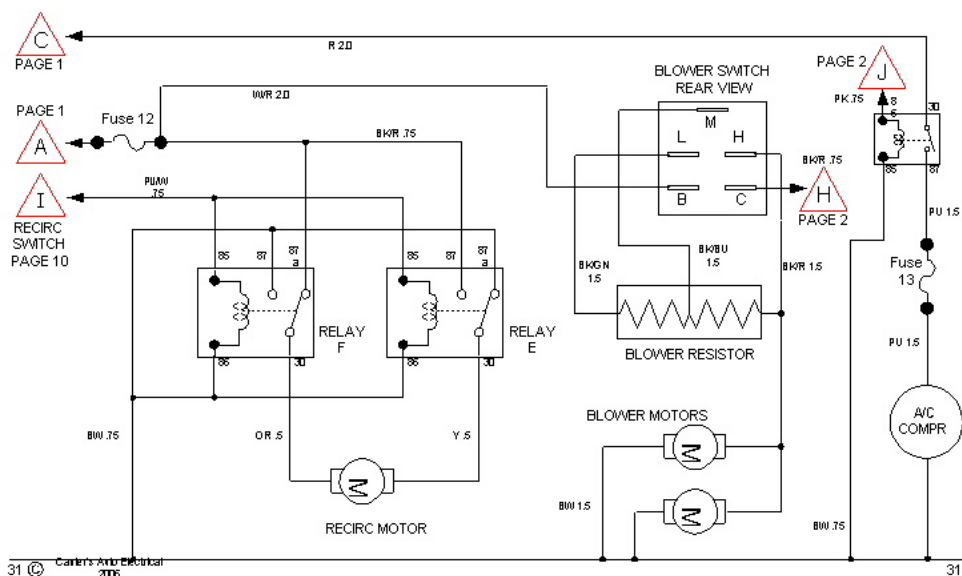 C
PAGE 1
R 2.0
PAGE 2
J
BLOWER SWITCH
REAR VIEW
PK.75
8
6
30
PAGE 1
A
Fuse 12
W/R 2.0
BK/R .75
M
L
H
B
C
BK/R .75
H
PAGE 2
86
87
PU 1.5
I
RECIRC
SWITCH
PAGE 10
PU/W
.75
85
87
87
a
85
87
87
a
BK/GN
1.5
BK/BU
1.5
BK/R 1.5
Fuse
13
RELAY
F
RELAY
E
86
30
86
30
BLOWER RESISTOR
PU 1.5
BLOWER MOTORS
A/C
COMPR
BW .75
OR .5
Y .5
M
M
M
RECIRC MOTOR
BW 1.5
BW .75
31 ©
Auto Electrical
2006
31